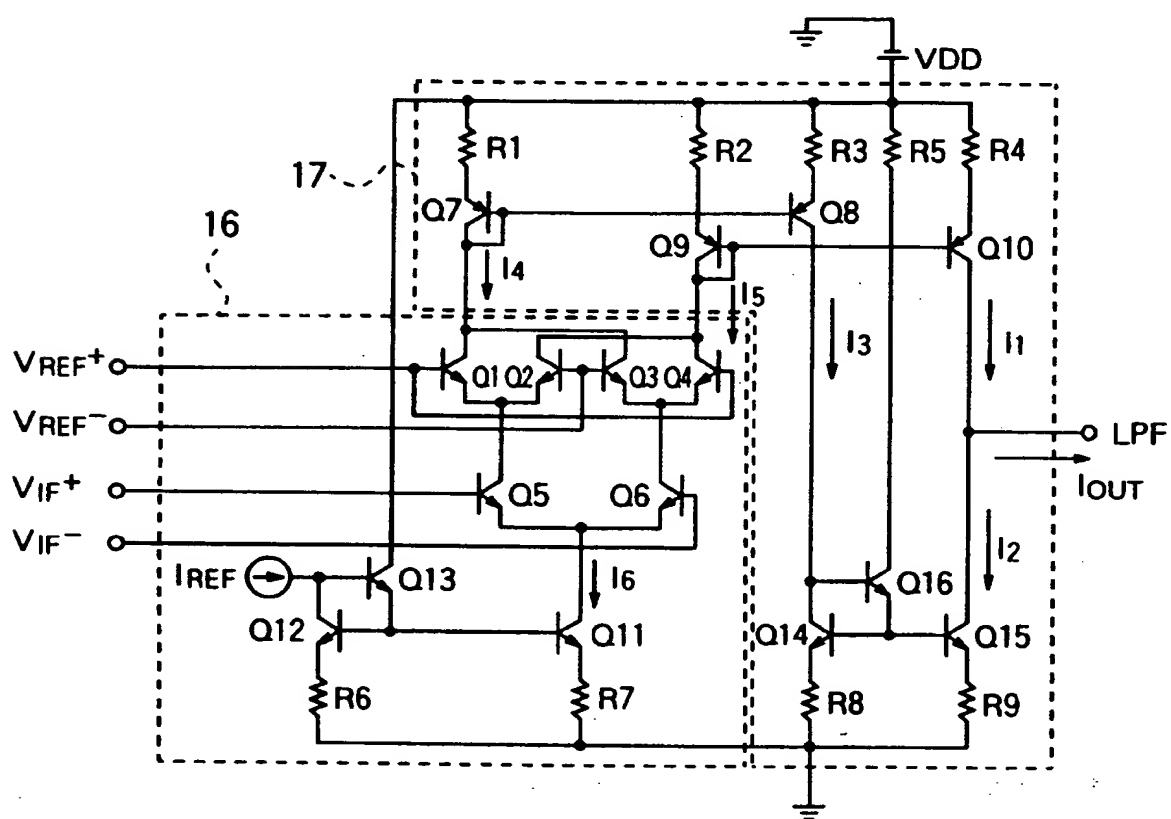 VDD
R1 R2 R3 R5 R4
17
Q7 Q8
16 Q9 Q10
I4 I5
I3 I1
VREF+ Q1 Q2 Q3 Q4
VREF− LPF
IOUT
VIF+ Q5 Q6
VIF−
I2
IREF Q13 I6 Q16
Q12 Q11 Q14 Q15
R6 R7 R8 R9